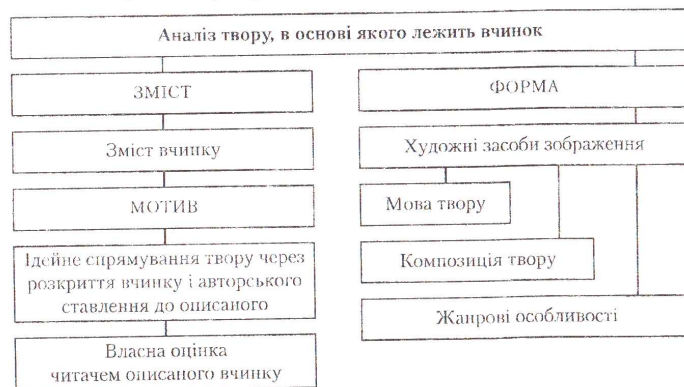 Аналіз твору, в основі якого лежить вчинок
ЗМІСТ
Зміст вчинку
МОТИВ
Ідейне спрямування твору через
розкриття вчинку і авторського
ставлення до описаного
Власна оцінка
читачем описаного вчинку
ФОРМА
Художні засоби зображення
Мова твору
Композиція твору
Жанрові особливості